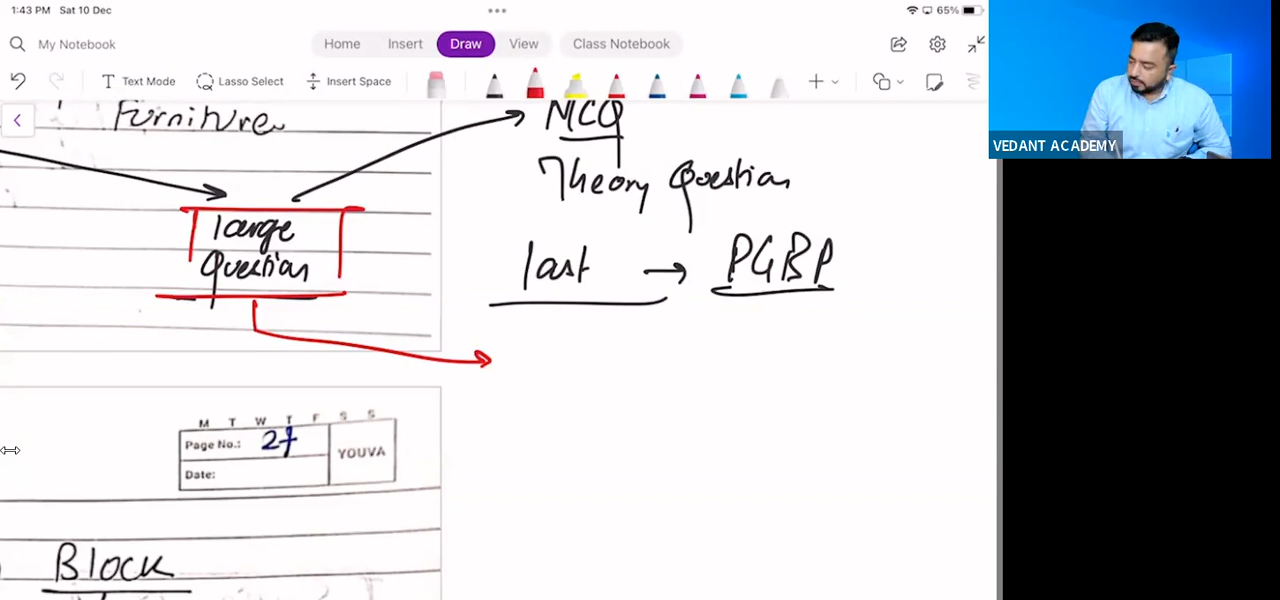 1:43 PM Sat 10 Dec
65%
My Notebook
Home Insert Draw View Class Notebook
Text Mode Lasso Select Insert Space
VEDANT ACADEMY
Furniture
MCQ
Theory Question
large
Question
last → PGBP
M T W T F S S
Page No.: 27
YOUVA
Date:
Block